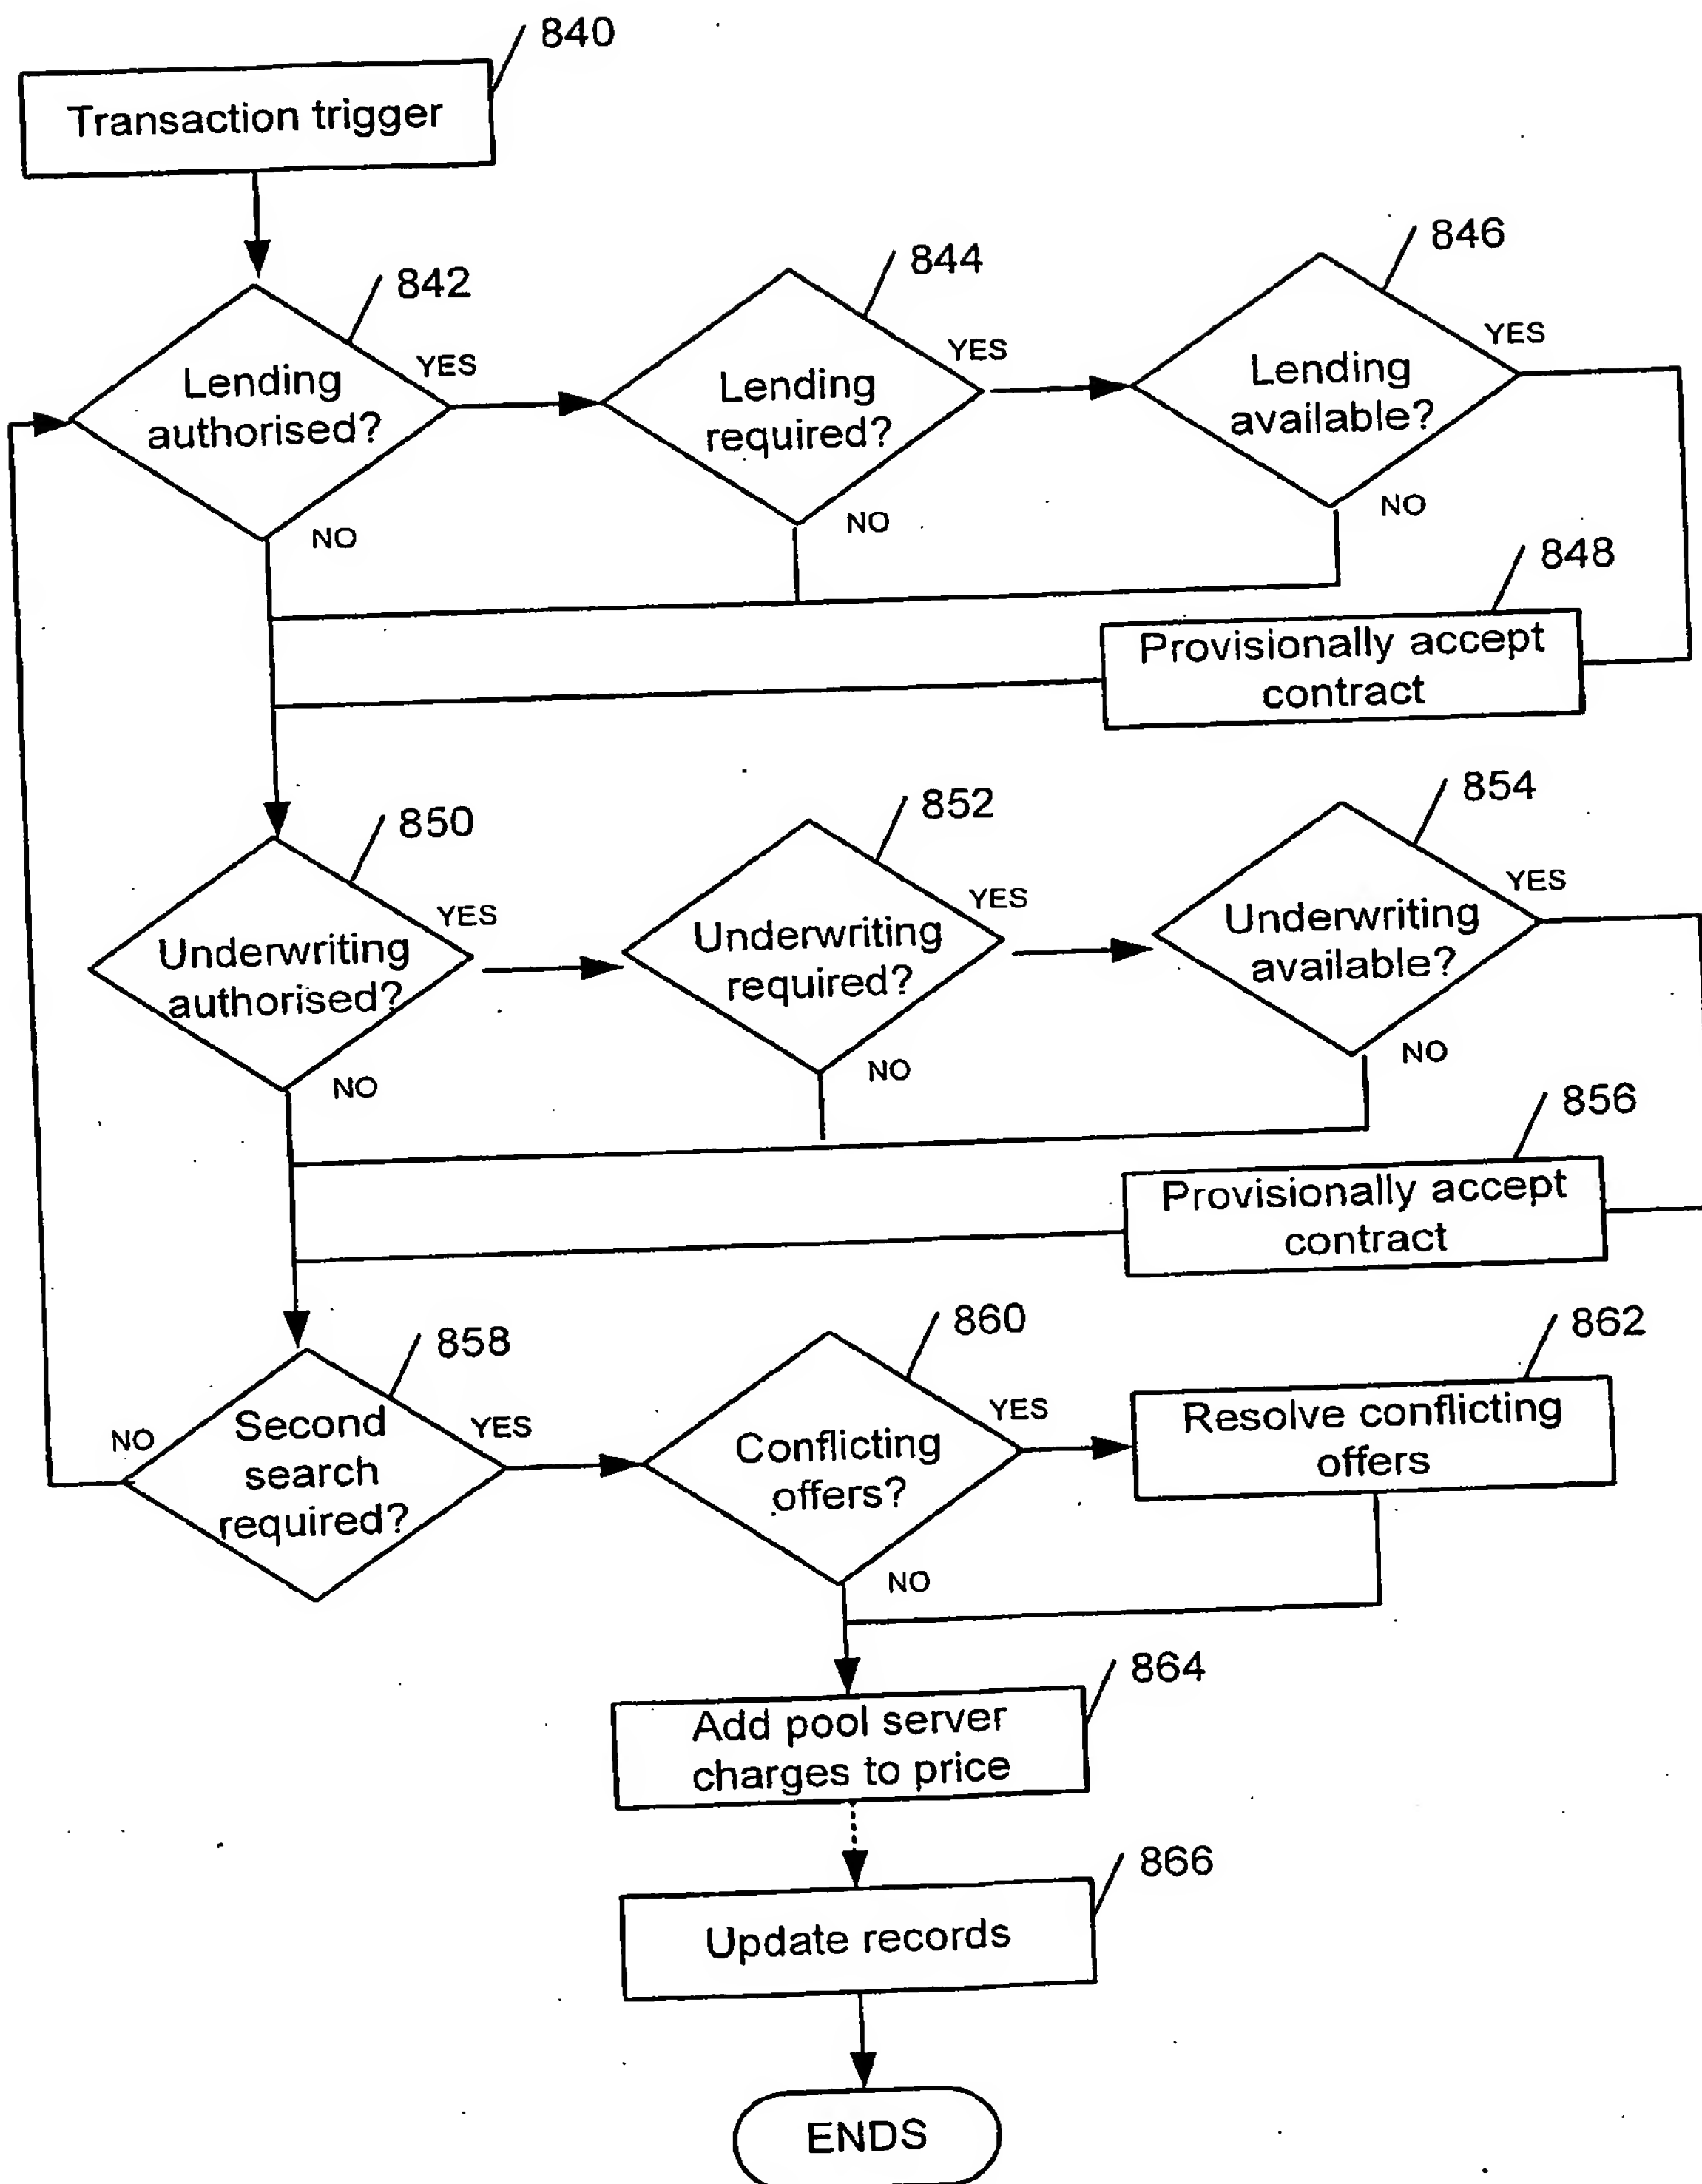 840
Transaction trigger
842
844
846
YES
YES
YES
Lending
authorised?
Lending
required?
Lending
available?
NO
NO
NO
848
Provisionally accept
contract
850
852
854
YES
YES
YES
Underwriting
authorised?
Underwriting
required?
Underwriting
available?
NO
NO
NO
856
Provisionally accept
contract
858
860
862
NO
YES
YES
Second
search
required?
Conflicting
offers?
Resolve conflicting
offers
NO
864
Add pool server
charges to price
866
Update records
ENDS